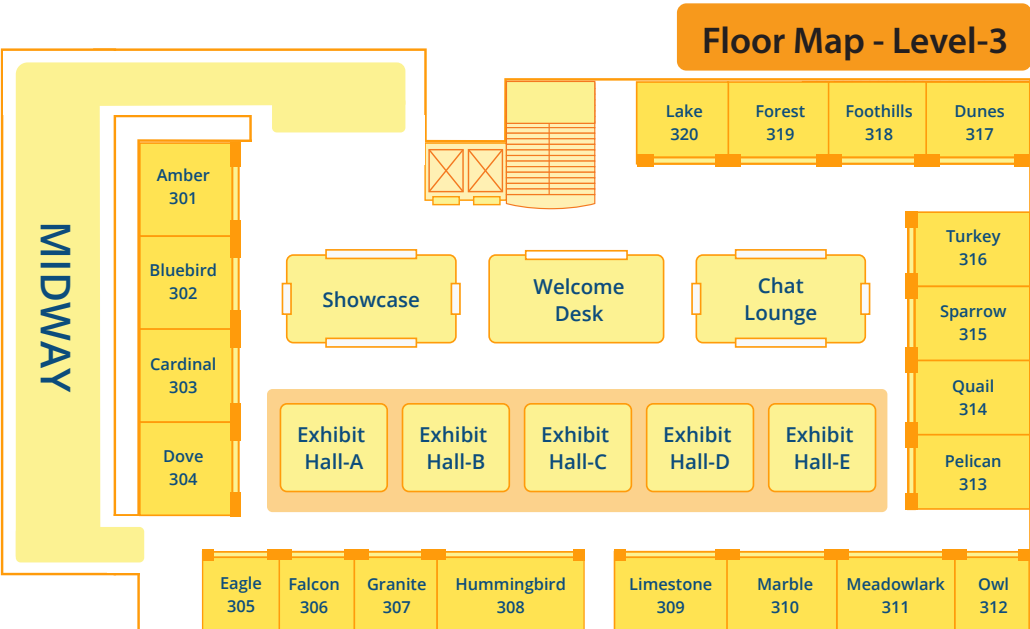 Floor Map - Level-3
Lake
320
Forest
319
Foothills
318
Dunes
317
Amber
301
Bluebird
302
Cardinal
303
Dove
304
MIDWAY
Showcase
Welcome
Desk
Chat
Lounge
Turkey
316
Sparrow
315
Quail
314
Pelican
313
Exhibit
Hall-A
Exhibit
Hall-B
Exhibit
Hall-C
Exhibit
Hall-D
Exhibit
Hall-E
Eagle
305
Falcon
306
Granite
307
Hummingbird
308
Limestone
309
Marble
310
Meadowlark
311
Owl
312